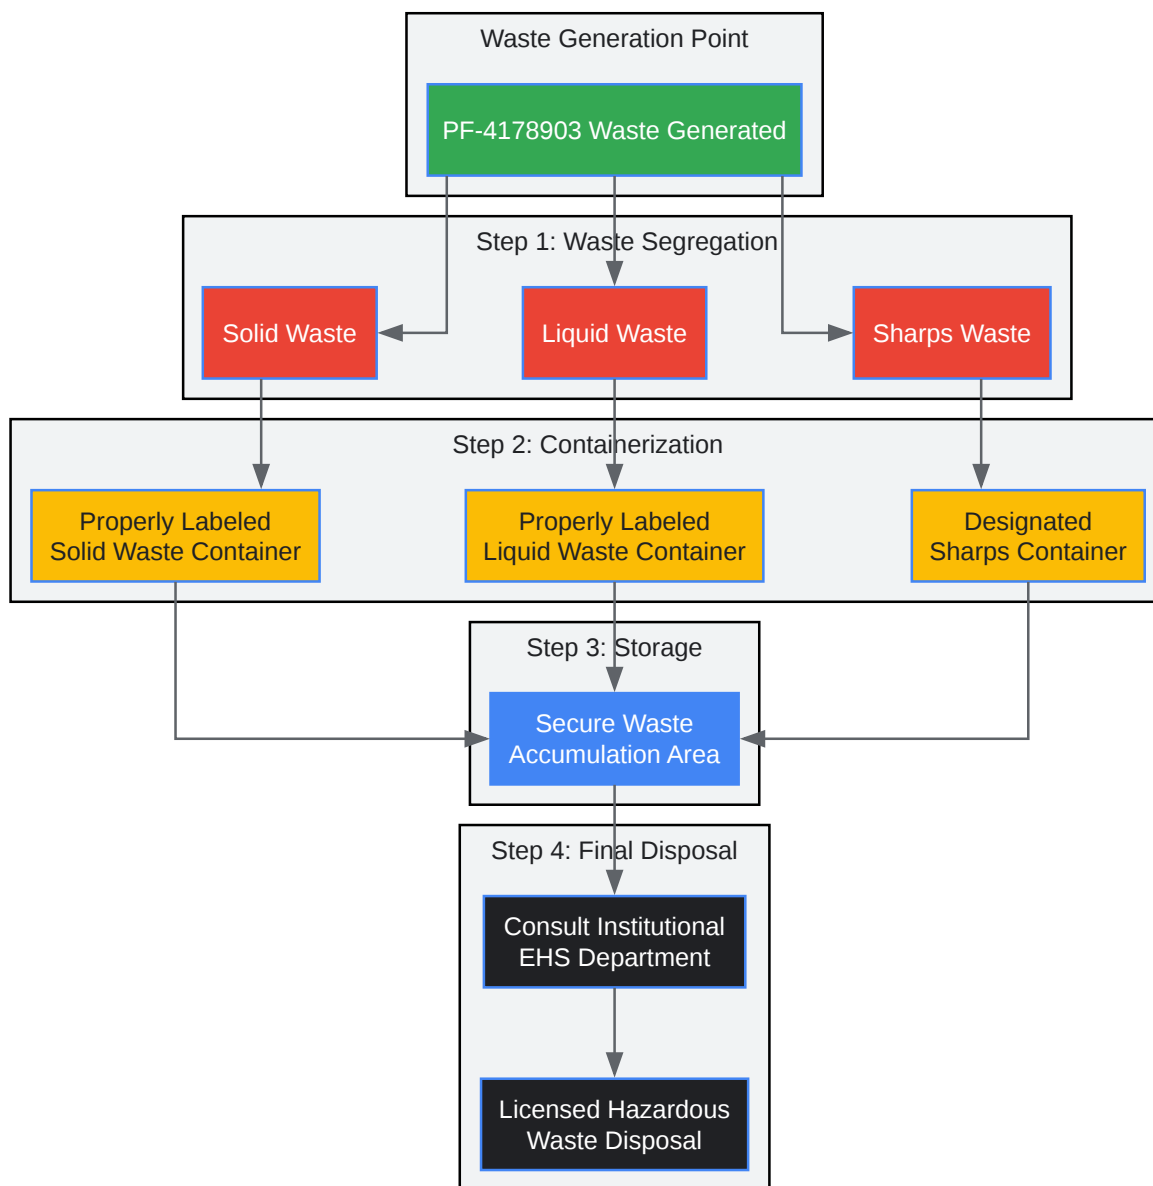 Waste Generation Point
PF-4178903 Waste Generated
Step 1: Waste Segregation
Solid Waste
Liquid Waste
Sharps Waste
Step 2: Containerization
Properly Labeled
Solid Waste Container
Properly Labeled
Liquid Waste Container
Designated
Sharps Container
Step 3: Storage
Secure Waste
Accumulation Area
Step 4: Final Disposal
Consult Institutional
EHS Department
Licensed Hazardous
Waste Disposal